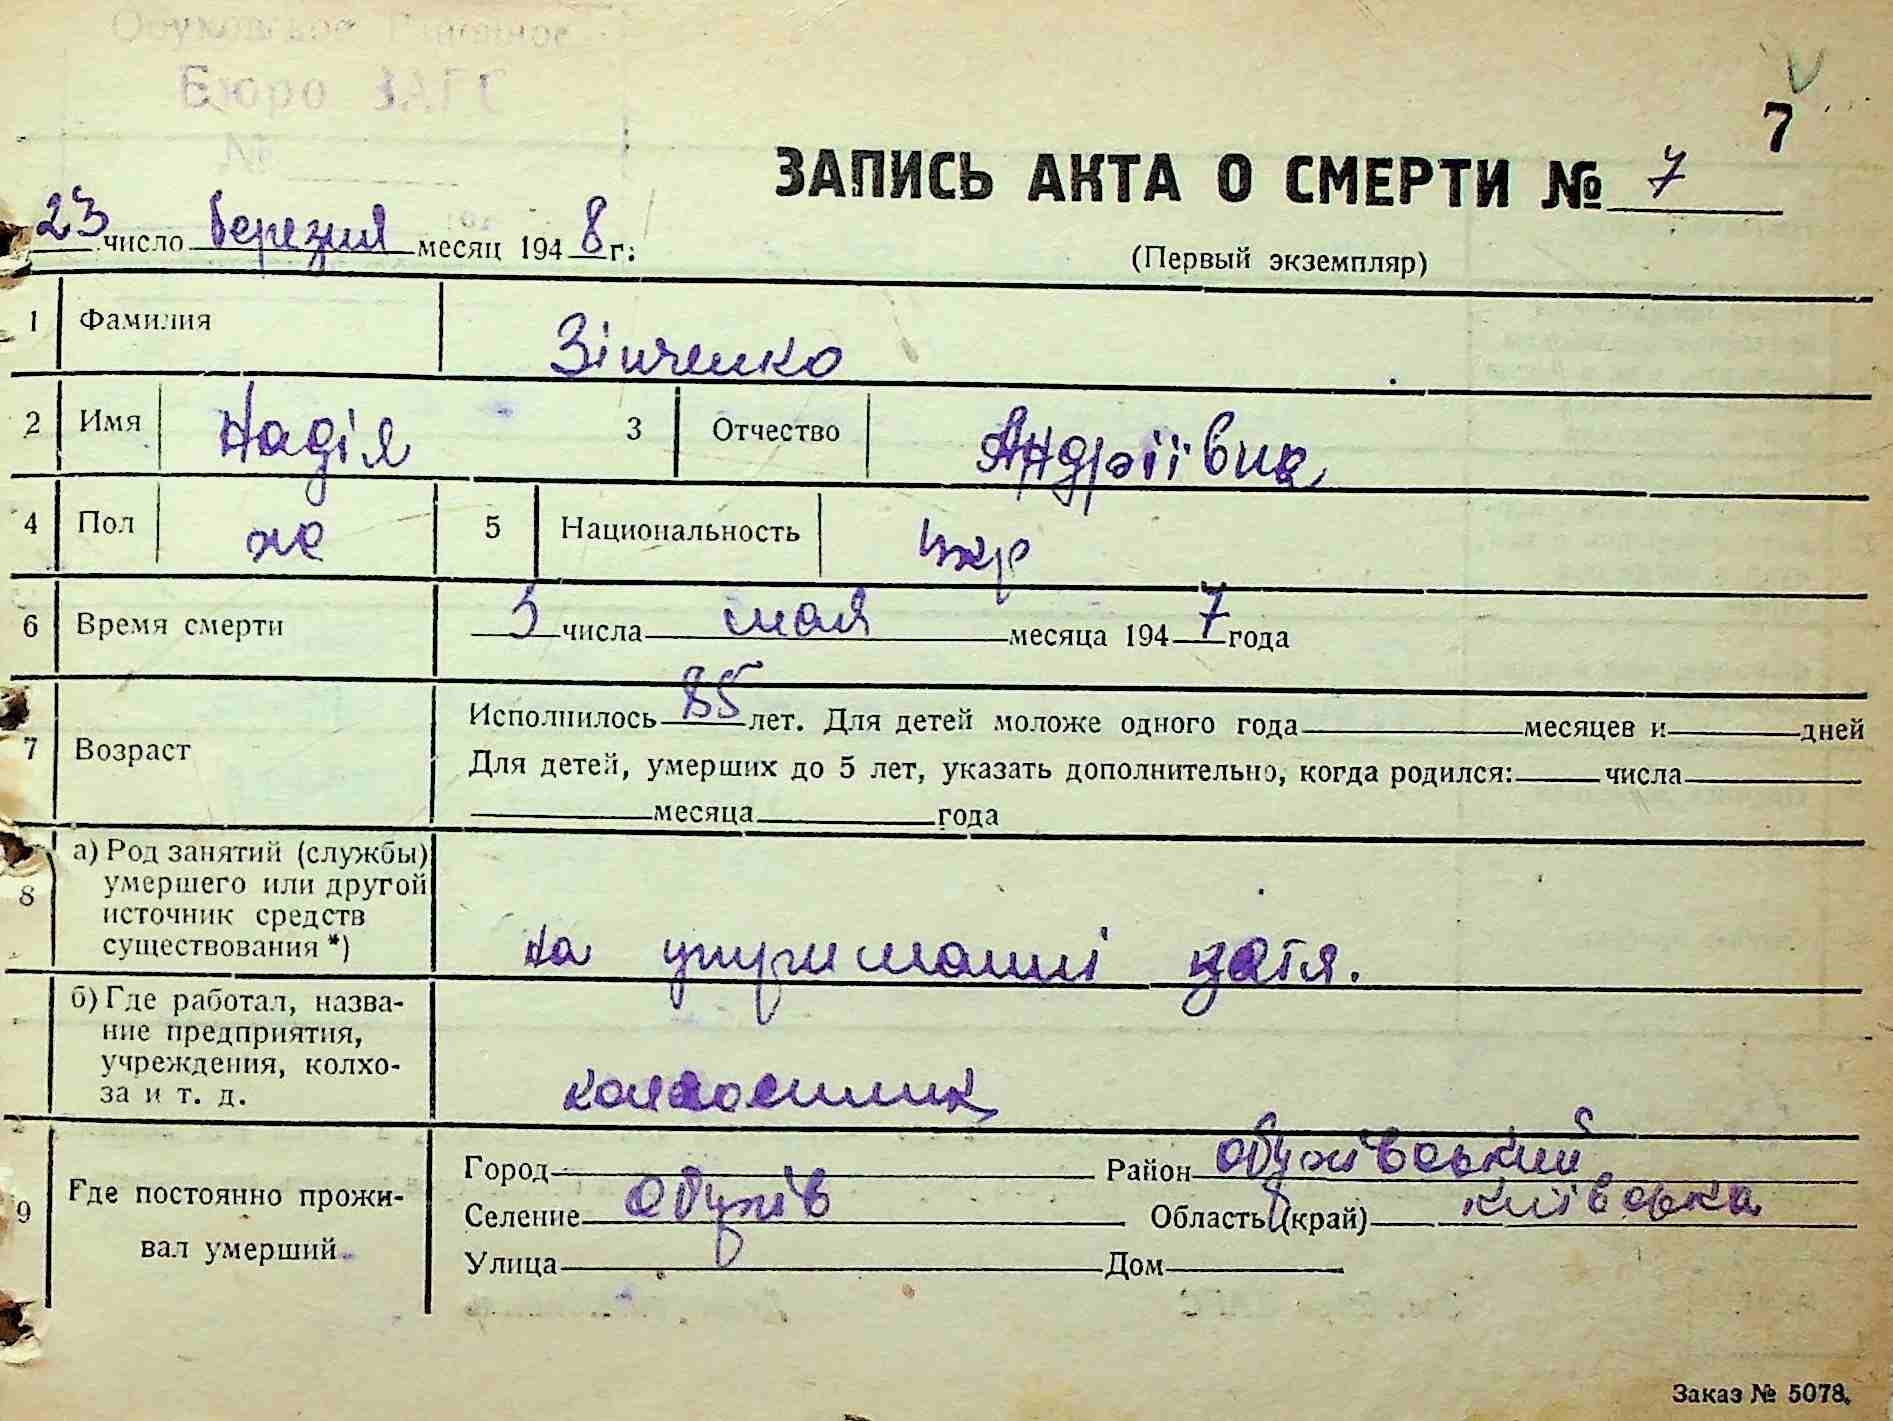 Обуховское Районное
Бюро ЗАГС
№
7
ЗАПИСЬ АКТА О СМЕРТИ № 7
23 число березня месяц 1948 г.
(Первый экземпляр)
1 Фамилия Зінченко
2 Имя Надія 3 Отчество Андріївна
4 Пол жо 5 Национальность Укр
6 Время смерти 3 числа мая месяца 1947 года
7 Возраст Исполнилось 85 лет. Для детей моложе одного года месяцев и дней
Для детей, умерших до 5 лет, указать дополнительно, когда родился: числа
месяца года
8 а) Род занятий (службы)
умершего или другой
источник средств
существования *) На утриманні зятя.
б) Где работал, назва-
ние предприятия,
учреждения, колхо-
за и т. д. колгоспник
9 Где постоянно прожи-
вал умерший
Город Район Обухівський
Селение Обухів Область (край) Київська
Улица Дом
Заказ № 5078.